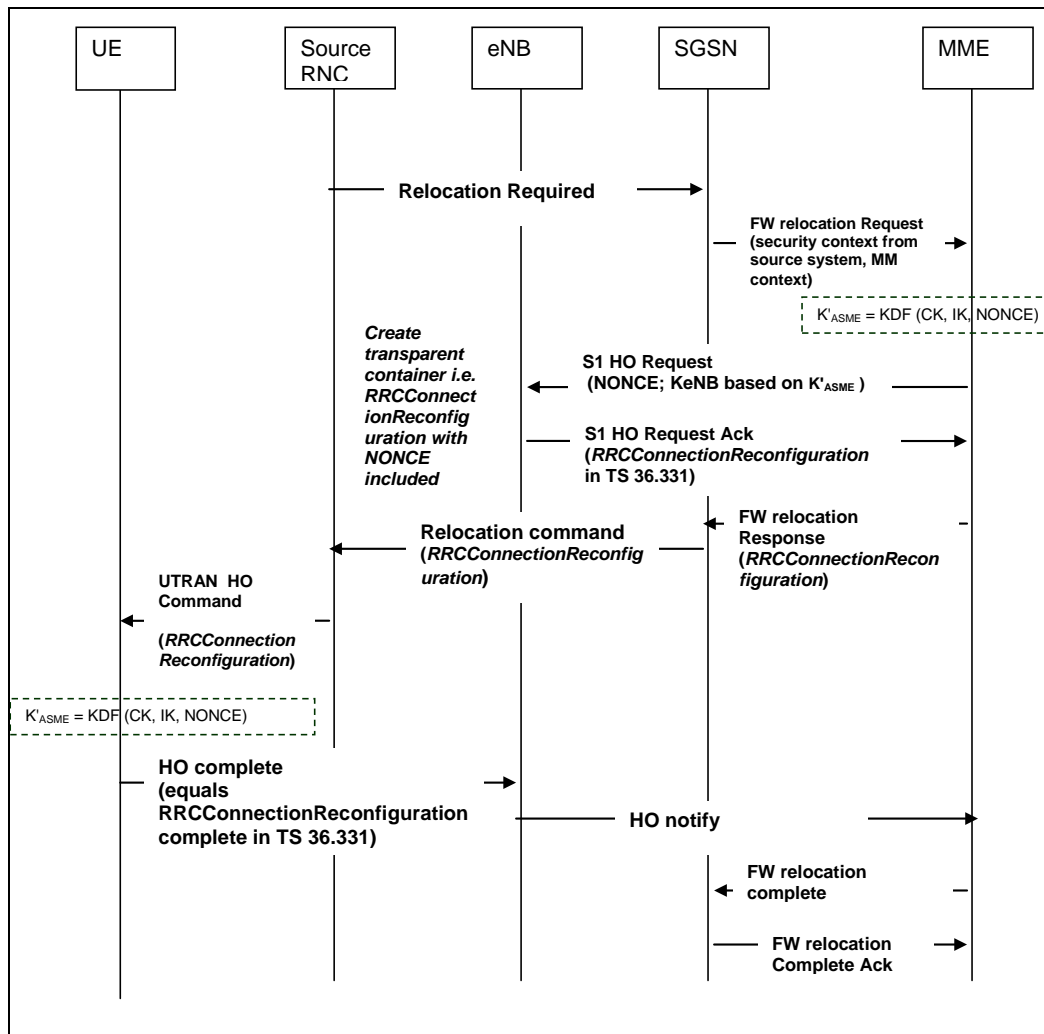 UE
Source
RNC
eNB
SGSN
MME
Relocation Required
FW relocation Request
(security context from
source system, MM
context)
K'ASME = KDF (CK, IK, NONCE)
Create
transparent
container i.e.
RRCConnect
ionReconfig
uration with
NONCE
included
S1 HO Request
(NONCE; KeNB based on K'ASME )
S1 HO Request Ack
(RRCConnectionReconfiguration
in TS 36.331)
FW relocation
Response
(RRCConnectionRecon
figuration)
Relocation command
(RRCConnectionReconfig
uration)
UTRAN HO
Command
(RRCConnection
Reconfiguration)
K'ASME = KDF (CK, IK, NONCE)
HO complete
(equals
RRCConnectionReconfiguration
complete in TS 36.331)
HO notify
FW relocation
complete
FW relocation
Complete Ack